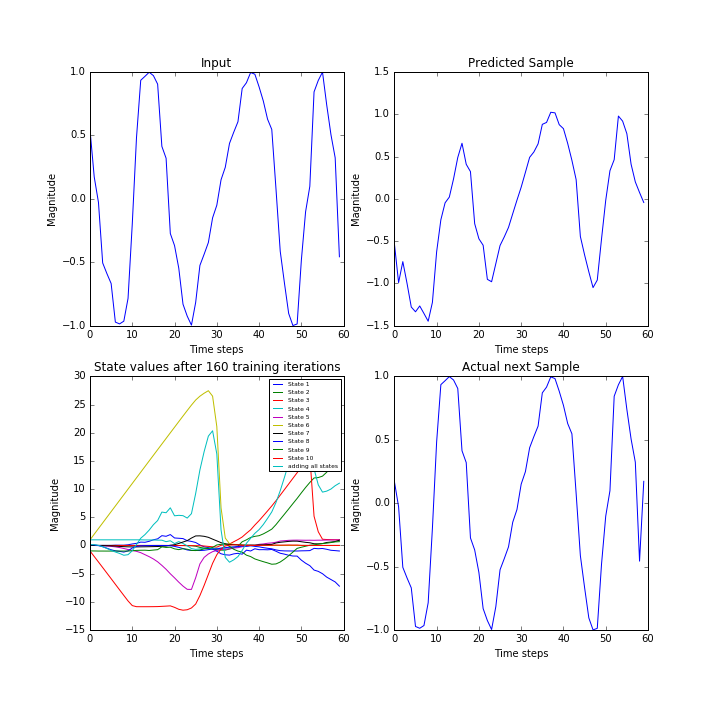 Input
Predicted Sample
1.0
0.5
0.0
−0.5
−1.0
Magnitude
0 10 20 30 40 50 60
Time steps
1.5
1.0
0.5
0.0
−0.5
−1.0
−1.5
Magnitude
0 10 20 30 40 50 60
Time steps
State values after 160 training iterations
Actual next Sample
30
25
20
15
10
5
0
−5
−10
−15
Magnitude
State 1
State 2
State 3
State 4
State 5
State 6
State 7
State 8
State 9
State 10
adding all states
0 10 20 30 40 50 60
Time steps
1.0
0.5
0.0
−0.5
−1.0
Magnitude
0 10 20 30 40 50 60
Time steps